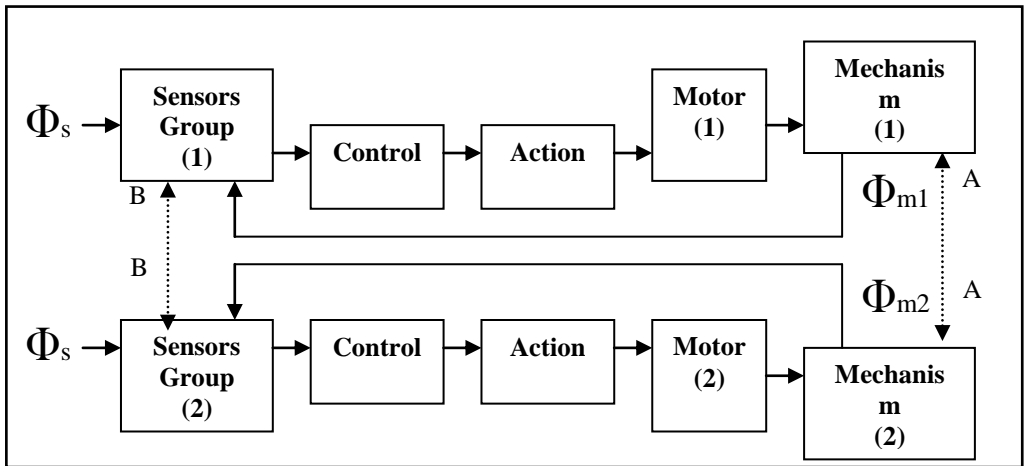 Φs
Sensors
Group
(1)
Control
Action
Motor
(1)
Mechanis
m
(1)
B
Φm1
A
B
Φm2
A
Φs
Sensors
Group
(2)
Control
Action
Motor
(2)
Mechanis
m
(2)